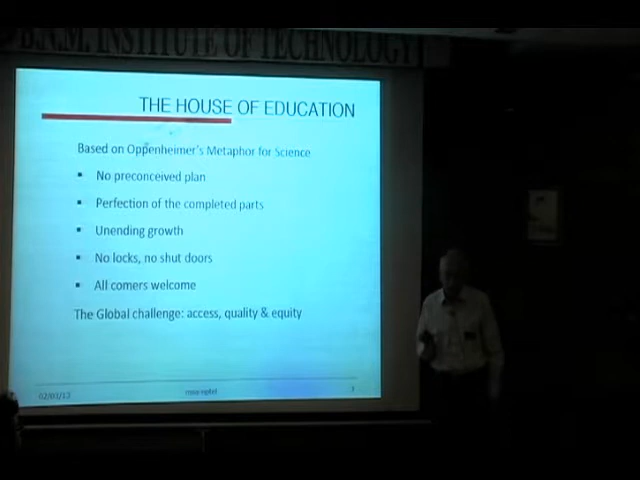 B.N.M. INSTITUTE OF TECHNOLOGY
THE HOUSE OF EDUCATION
Based on Oppenheimer's Metaphor for Science
▪ No preconceived plan
▪ Perfection of the completed parts
▪ Unending growth
▪ No locks, no shut doors
▪ All comers welcome
The Global challenge: access, quality & equity